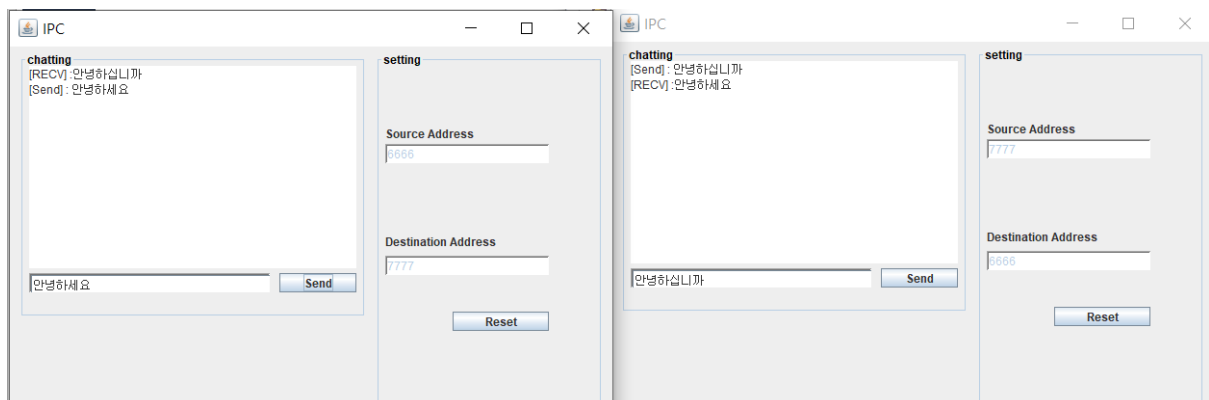 IPC
chatting
[RECV] :안녕하십니까
[Send] : 안녕하세요
안녕하세요
Send
setting
Source Address
6666
Destination Address
7777
Reset
IPC
chatting
[Send] : 안녕하십니까
[RECV] :안녕하세요
안녕하십니까
Send
setting
Source Address
7777
Destination Address
6666
Reset